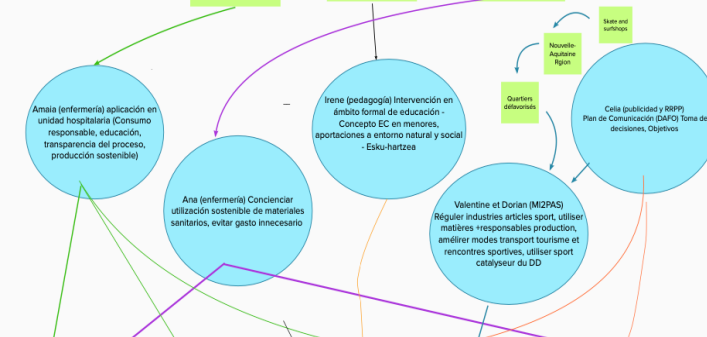 Skate and
surfshops
Nouvelle-
Aquitaine
Rgion
Quartiers
défavorisés
Amaia (enfermería) aplicación en
unidad hospitalaria (Consumo
responsable, educación,
transparencia del proceso,
producción sostenible)
Irene (pedagogía) Intervención en
ámbito formal de educación -
Concepto EC en menores,
aportaciones a entorno natural y social
- Esku-hartzea
Celia (publicidad y RRPP)
Plan de Comunicación (DAFO) Toma de
decisiones, Objetivos
Ana (enfermería) Concienciar
utilización sostenible de materiales
sanitarios, evitar gasto innecesario
Valentine et Dorian (MI2PAS)
Réguler industries articles sport, utiliser
matières +responsables production,
amélirer modes transport tourisme et
rencontres sportives, utiliser sport
catalyseur du DD